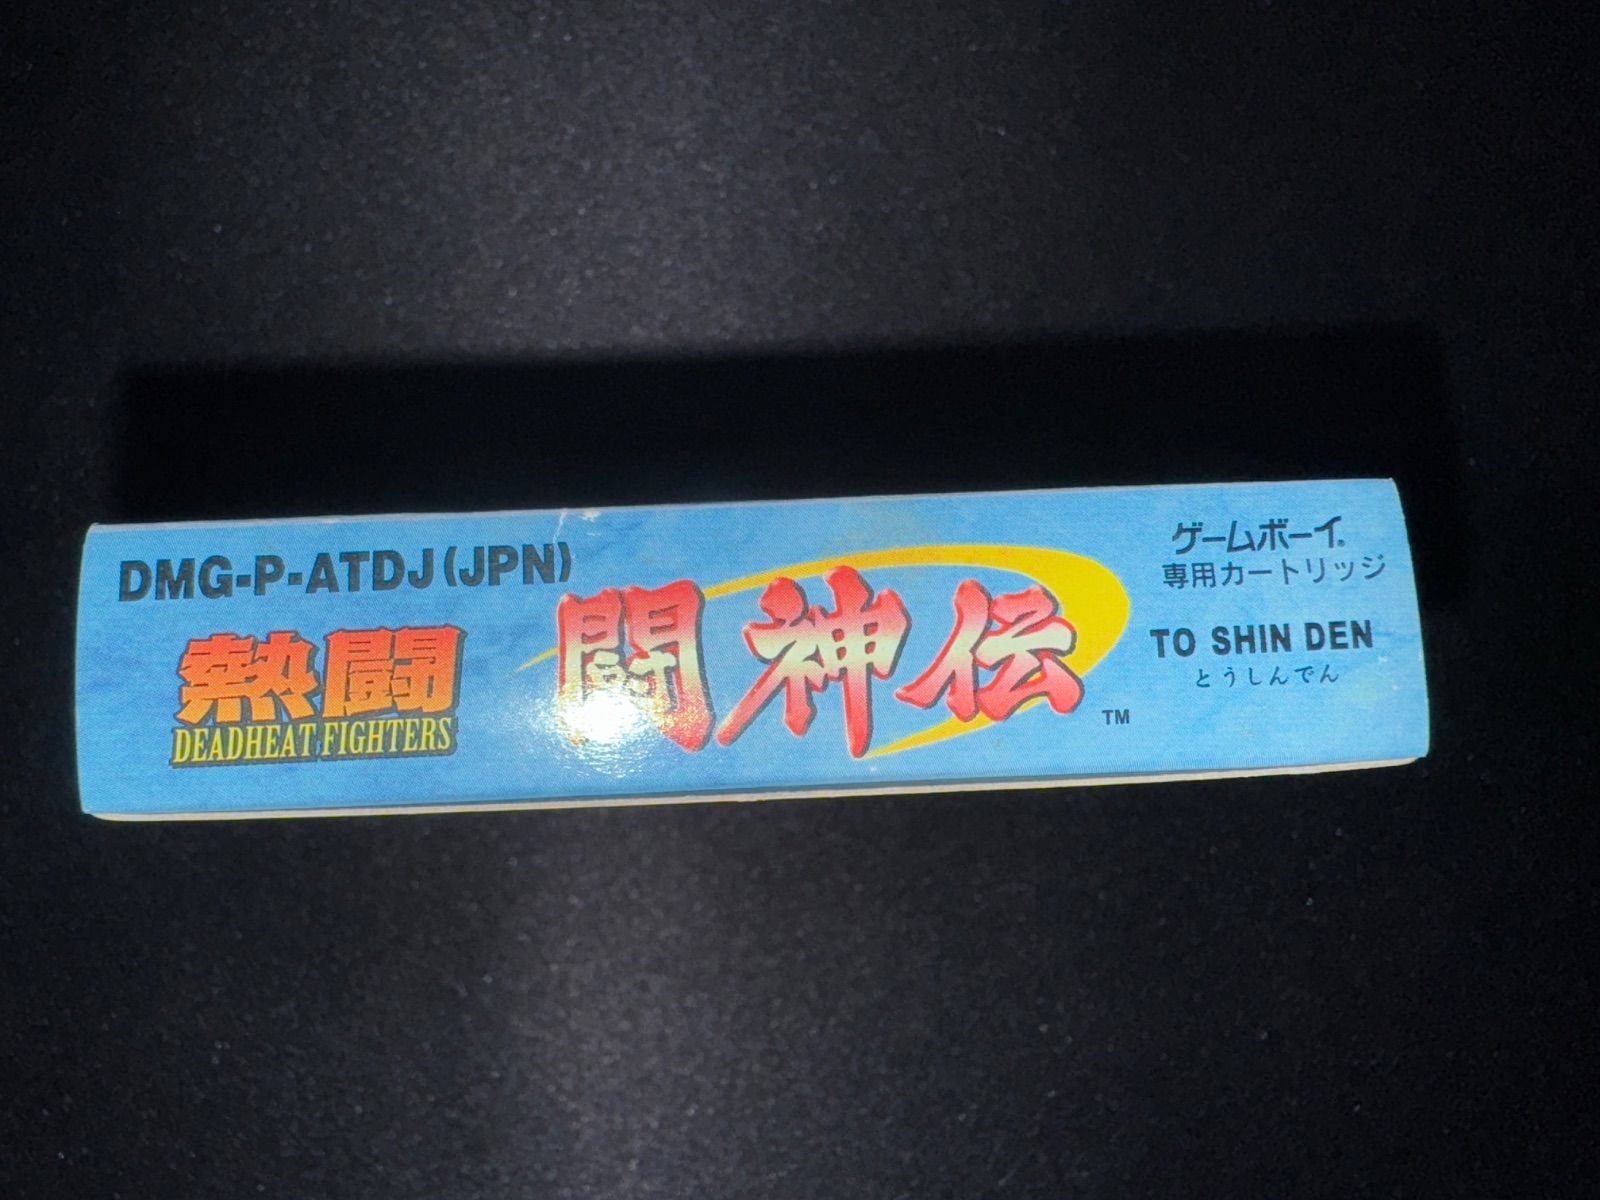 DMG-P-ATDJ(JPN)
熱闘
DEADHEAT FIGHTERS
闘神伝
TM
ゲームボーイ®
専用カートリッジ
TO SHIN DEN
とうしんでん